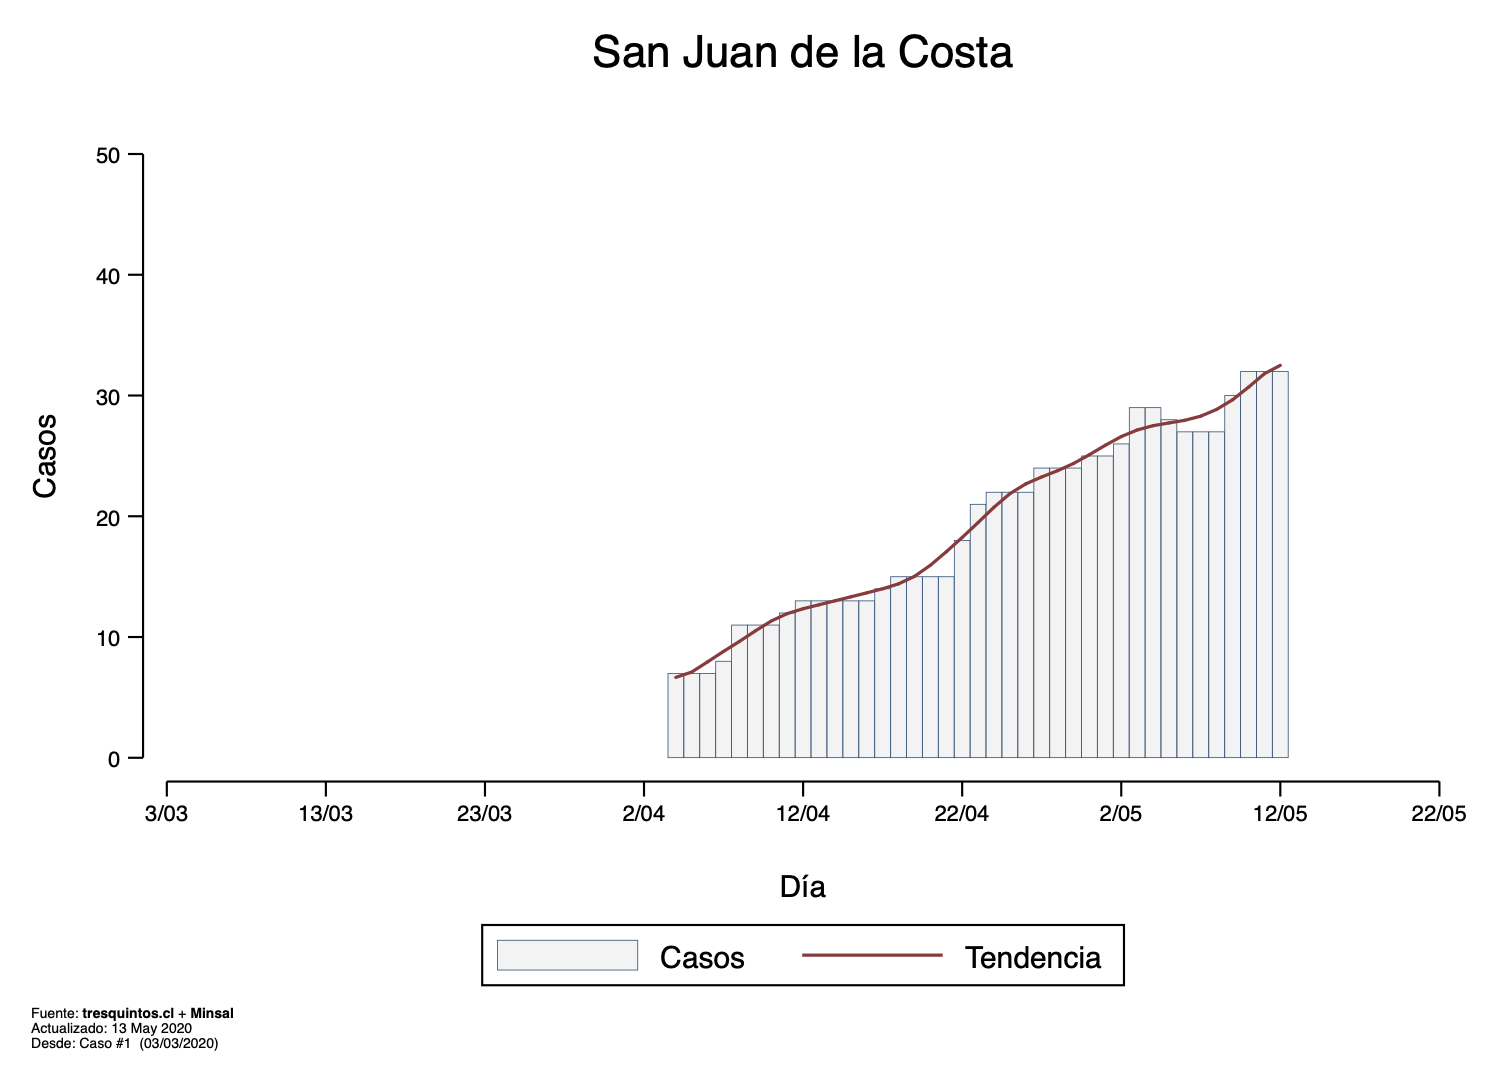 San Juan de la Costa
50
40
30
20
10
0
Casos
3/03 13/03 23/03 2/04 12/04 22/04 2/05 12/05 22/05
Día
Casos Tendencia
Fuente: tresquintos.cl + Minsal
Actualizado: 13 May 2020
Desde: Caso #1 (03/03/2020)